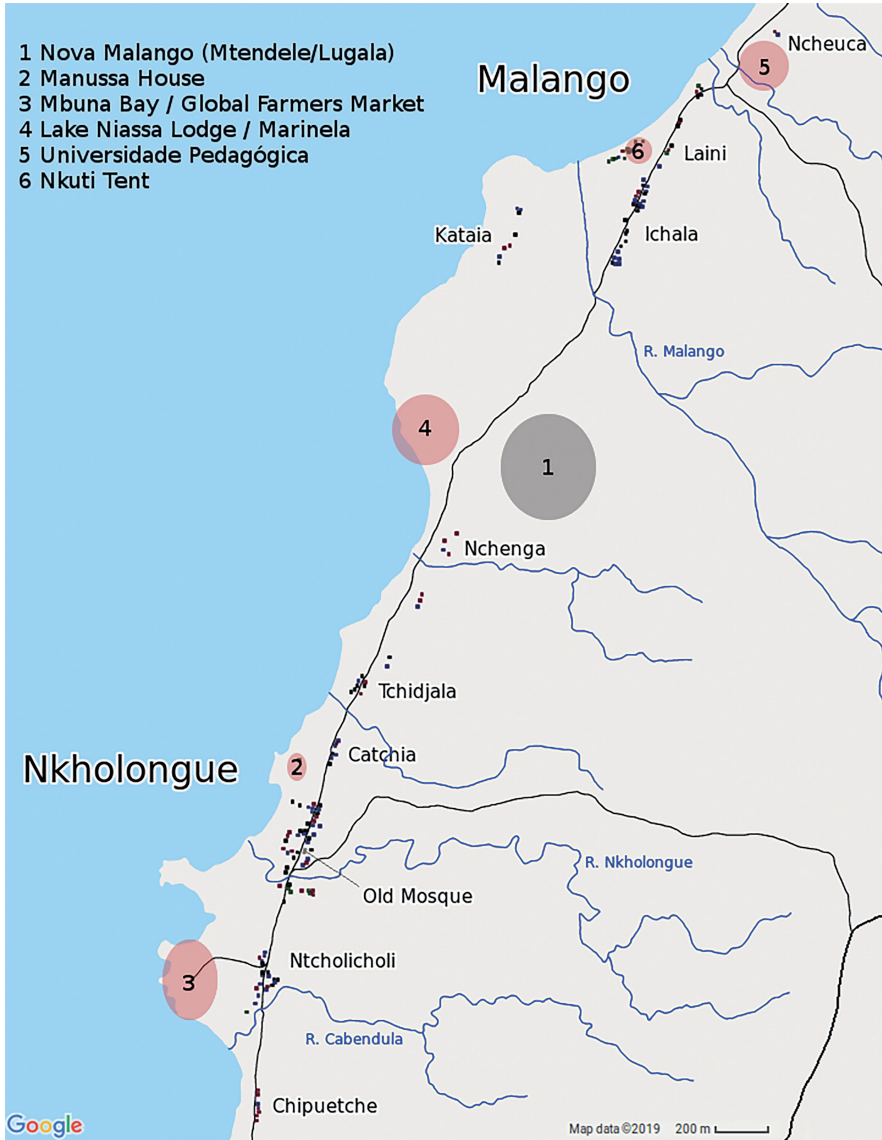 1 Nova Malango (Mtendele/Lugala)
2 Manussa House
3 Mbuna Bay / Global Farmers Market
4 Lake Niassa Lodge / Marinela
5 Universidade Pedagógica
6 Nkuti Tent
Ncheuca
5
Malango
6
Laini
Kataia
Ichala
R. Malango
4
1
Nchenga
Tchidjala
Catchia
2
Nkholongue
R. Nkholongue
Old Mosque
Ntcholicholi
3
R. Cabendula
Chipuetche
Google
Map data ©2019 200 m